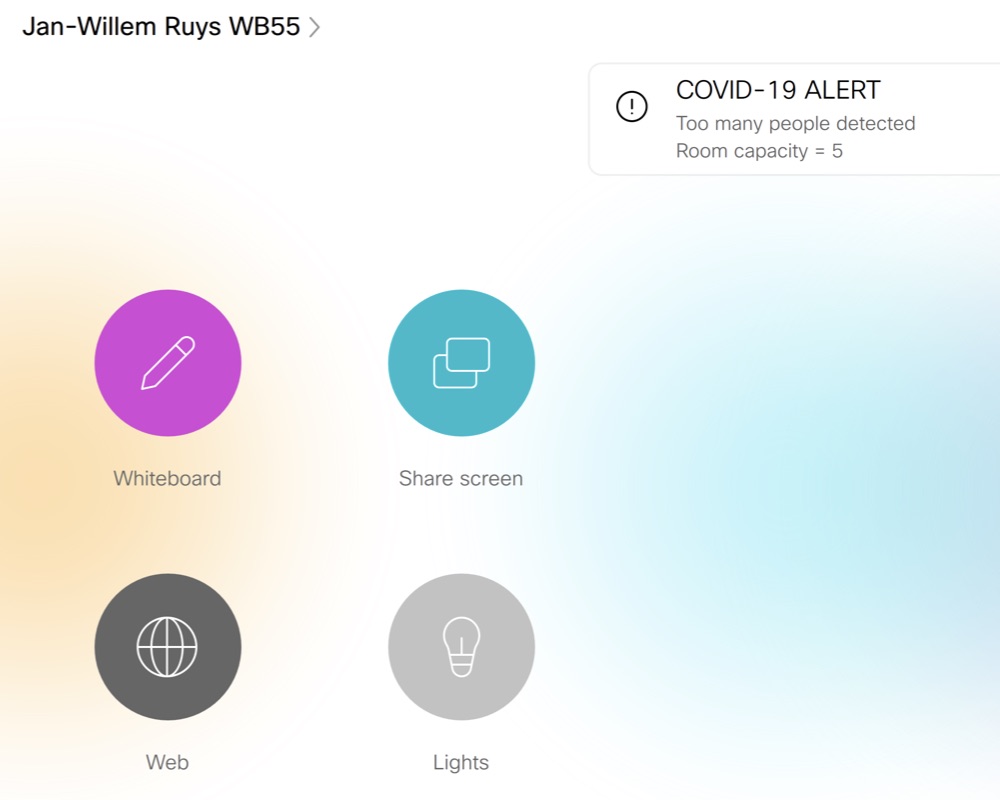 Jan-Willem Ruys WB55
COVID-19 ALERT
Too many people detected
Room capacity = 5
Whiteboard
Share screen
Web
Lights